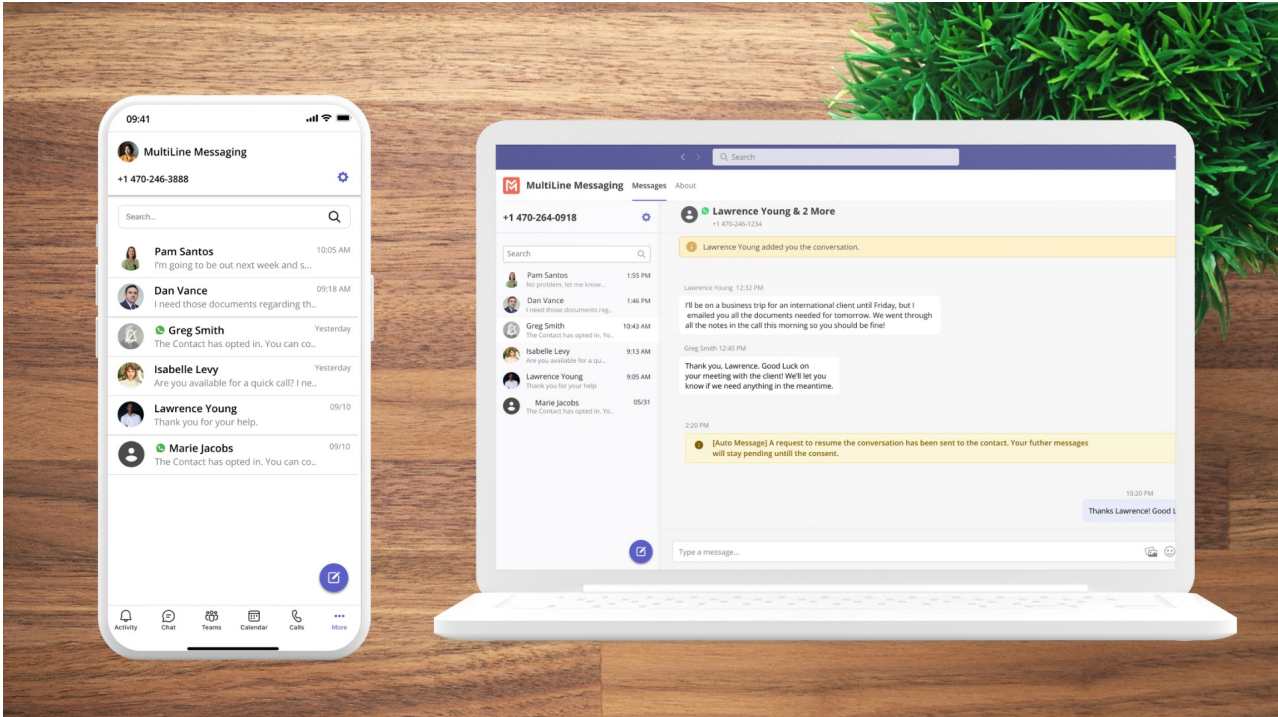 09:41
MultiLine Messaging
+1 470-246-3888
Search..
Pam Santos 10:05 AM
I'm going to be out next week and s...
Dan Vance 09:18 AM
I need those documents regarding th..
Greg Smith Yesterday
The Contact has opted in. You can co..
Isabelle Levy Yesterday
Are you available for a quick call? I ne..
Lawrence Young 09/10
Thank you for your help.
Marie Jacobs 09/10
The Contact has opted in. You can co..
Activity Chat Teams Calendar Calls More
Search
MultiLine Messaging Messages About
+1 470-264-0918
Search
Pam Santos 1:55 PM
No problem, let me know...
Dan Vance 1:46 PM
I need those documents reg..
Greg Smith 10:43 AM
The Contact has opted in. Yo..
Isabelle Levy 9:13 AM
Are you available for a qu...
Lawrence Young 9:05 AM
Thank you for your help
Marie Jacobs 05/31
The Contact has opted in. Yo..
Lawrence Young & 2 More
+1 470-246-1234
Lawrence Young added you the conversation.
Lawrence Young 12:32 PM
I'll be on a business trip for an international client until Friday, but I
emailed you all the documents needed for tomorrow. We went through
all the notes in the call this morning so you should be fine!
Greg Smith 12:45 PM
Thank you, Lawrence. Good Luck on
your meeting with the client! We'll let you
know if we need anything in the meantime.
2:20 PM
[Auto Message] A request to resume the conversation has been sent to the contact. Your futher messages
will stay pending untill the consent.
10:20 PM
Thanks Lawrence! Good L
Type a message...